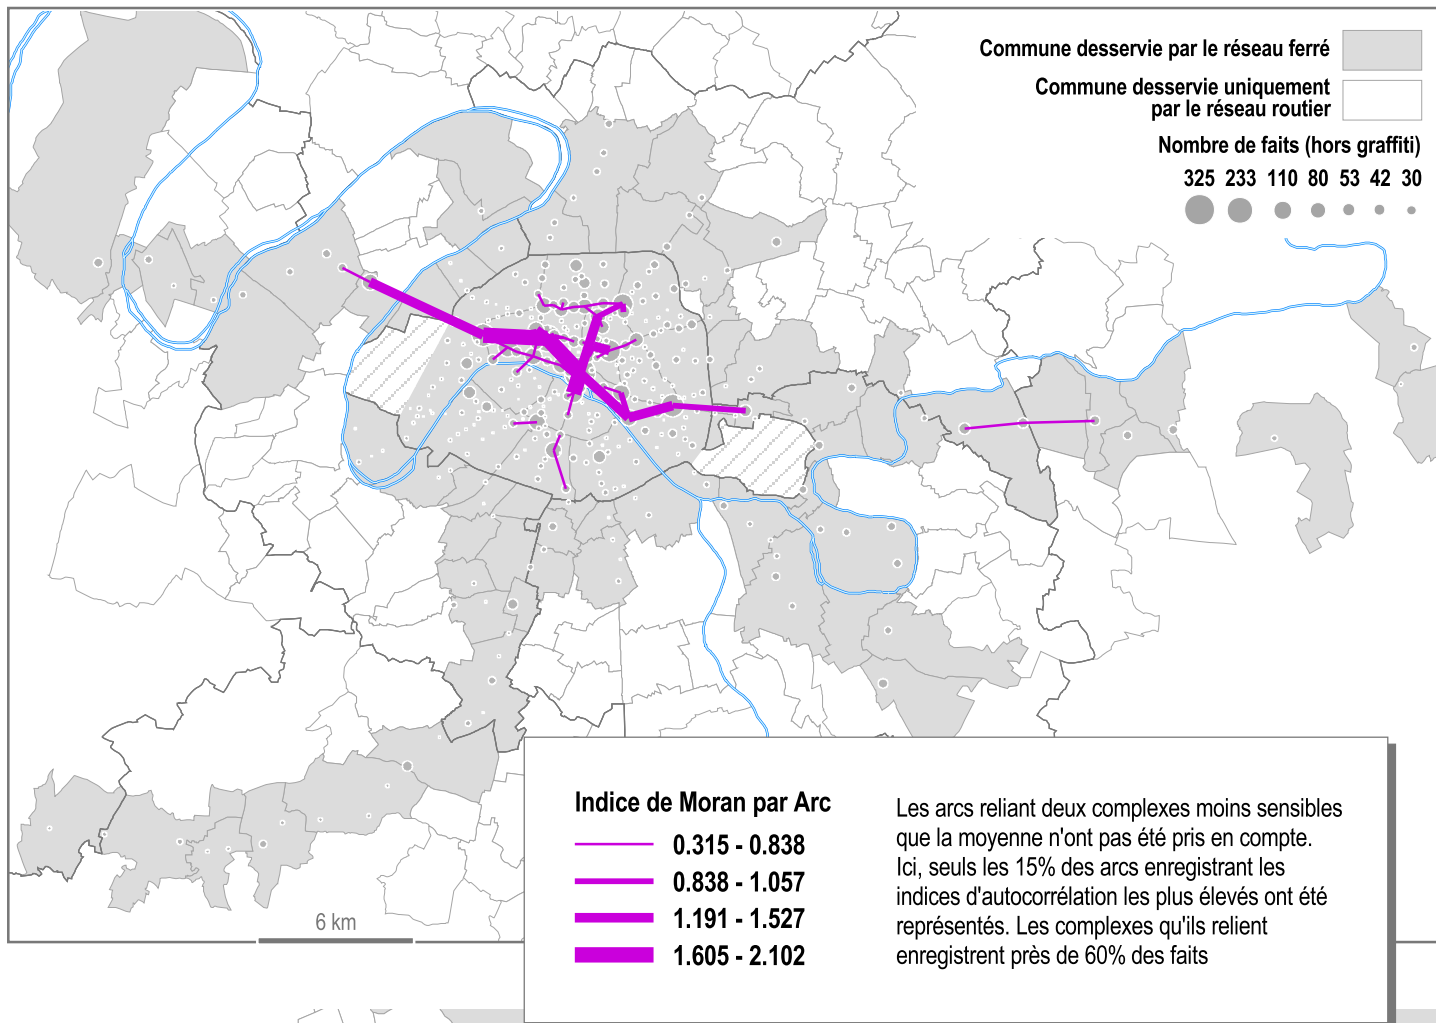 Commune desservie par le réseau ferré
Commune desservie uniquement
par le réseau routier
Nombre de faits (hors graffiti)
325 233 110 80 53 42 30
6 km
Indice de Moran par Arc
0.315 - 0.838
0.838 - 1.057
1.191 - 1.527
1.605 - 2.102
Les arcs reliant deux complexes moins sensibles
que la moyenne n'ont pas été pris en compte.
Ici, seuls les 15% des arcs enregistrant les
indices d'autocorrélation les plus élevés ont été
représentés. Les complexes qu'ils relient
enregistrent près de 60% des faits